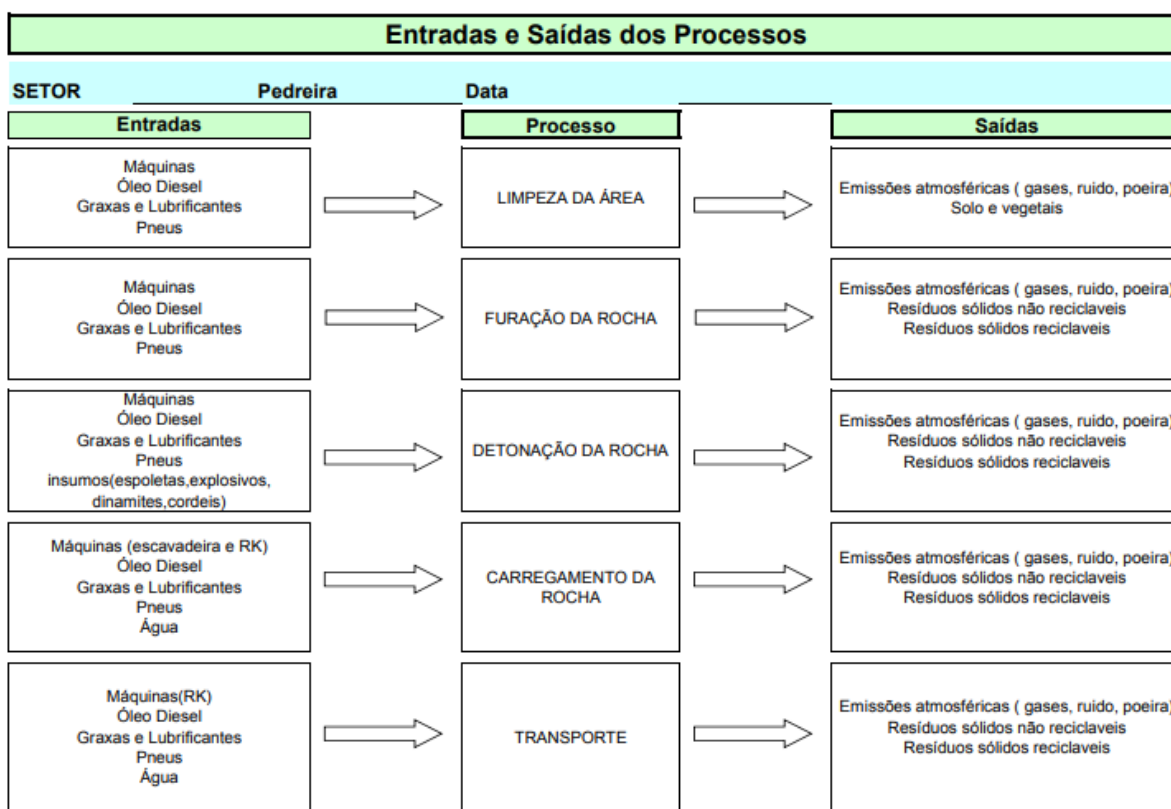 Entradas e Saídas dos Processos
SETOR Pedreira Data
Entradas Processo Saídas
Máquinas
Óleo Diesel
Graxas e Lubrificantes
Pneus
LIMPEZA DA ÁREA
Emissões atmosféricas ( gases, ruido, poeira)
Solo e vegetais
Máquinas
Óleo Diesel
Graxas e Lubrificantes
Pneus
FURAÇÃO DA ROCHA
Emissões atmosféricas ( gases, ruido, poeira)
Resíduos sólidos não reciclaveis
Resíduos sólidos reciclaveis
Máquinas
Óleo Diesel
Graxas e Lubrificantes
Pneus
insumos(espoletas,explosivos,
dinamites,cordeis)
DETONAÇÃO DA ROCHA
Emissões atmosféricas ( gases, ruido, poeira)
Resíduos sólidos não reciclaveis
Resíduos sólidos reciclaveis
Máquinas (escavadeira e RK)
Óleo Diesel
Graxas e Lubrificantes
Pneus
Água
CARREGAMENTO DA
ROCHA
Emissões atmosféricas ( gases, ruido, poeira)
Resíduos sólidos não reciclaveis
Resíduos sólidos reciclaveis
Máquinas(RK)
Óleo Diesel
Graxas e Lubrificantes
Pneus
Água
TRANSPORTE
Emissões atmosféricas ( gases, ruido, poeira)
Resíduos sólidos não reciclaveis
Resíduos sólidos reciclaveis